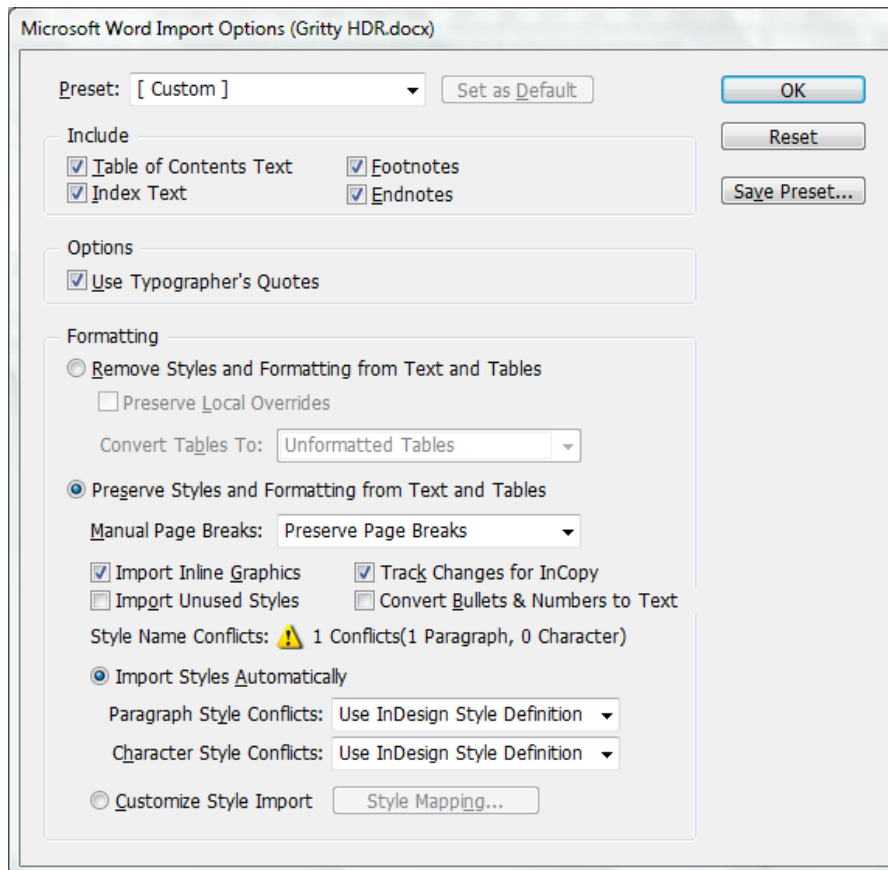 Microsoft Word Import Options (Gritty HDR.docx)
Preset: [ Custom ] Set as Default OK
Include Reset
Table of Contents Text Footnotes
Index Text Endnotes Save Preset...
Options
Use Typographer's Quotes
Formatting
Remove Styles and Formatting from Text and Tables
Preserve Local Overrides
Convert Tables To: Unformatted Tables
Preserve Styles and Formatting from Text and Tables
Manual Page Breaks: Preserve Page Breaks
Import Inline Graphics Track Changes for InCopy
Import Unused Styles Convert Bullets & Numbers to Text
Style Name Conflicts: 1 Conflicts(1 Paragraph, 0 Character)
Import Styles Automatically
Paragraph Style Conflicts: Use InDesign Style Definition
Character Style Conflicts: Use InDesign Style Definition
Customize Style Import Style Mapping...